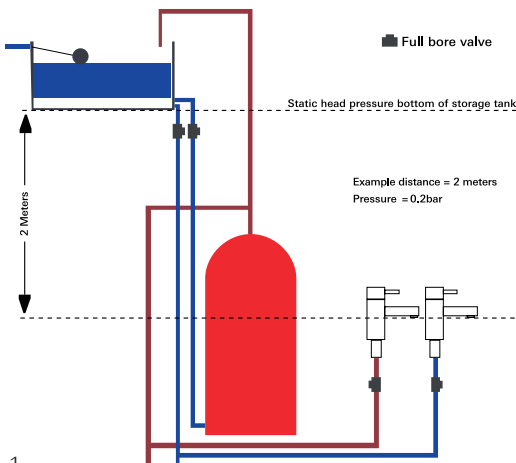 Full bore valve
Static head pressure bottom of storage tank
2 Meters
Example distance = 2 meters
Pressure = 0.2bar
1